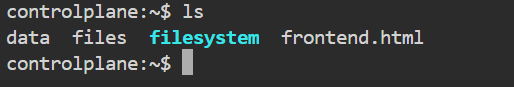 controlplane:~$ ls
data  files  filesystem  frontend.html
controlplane:~$